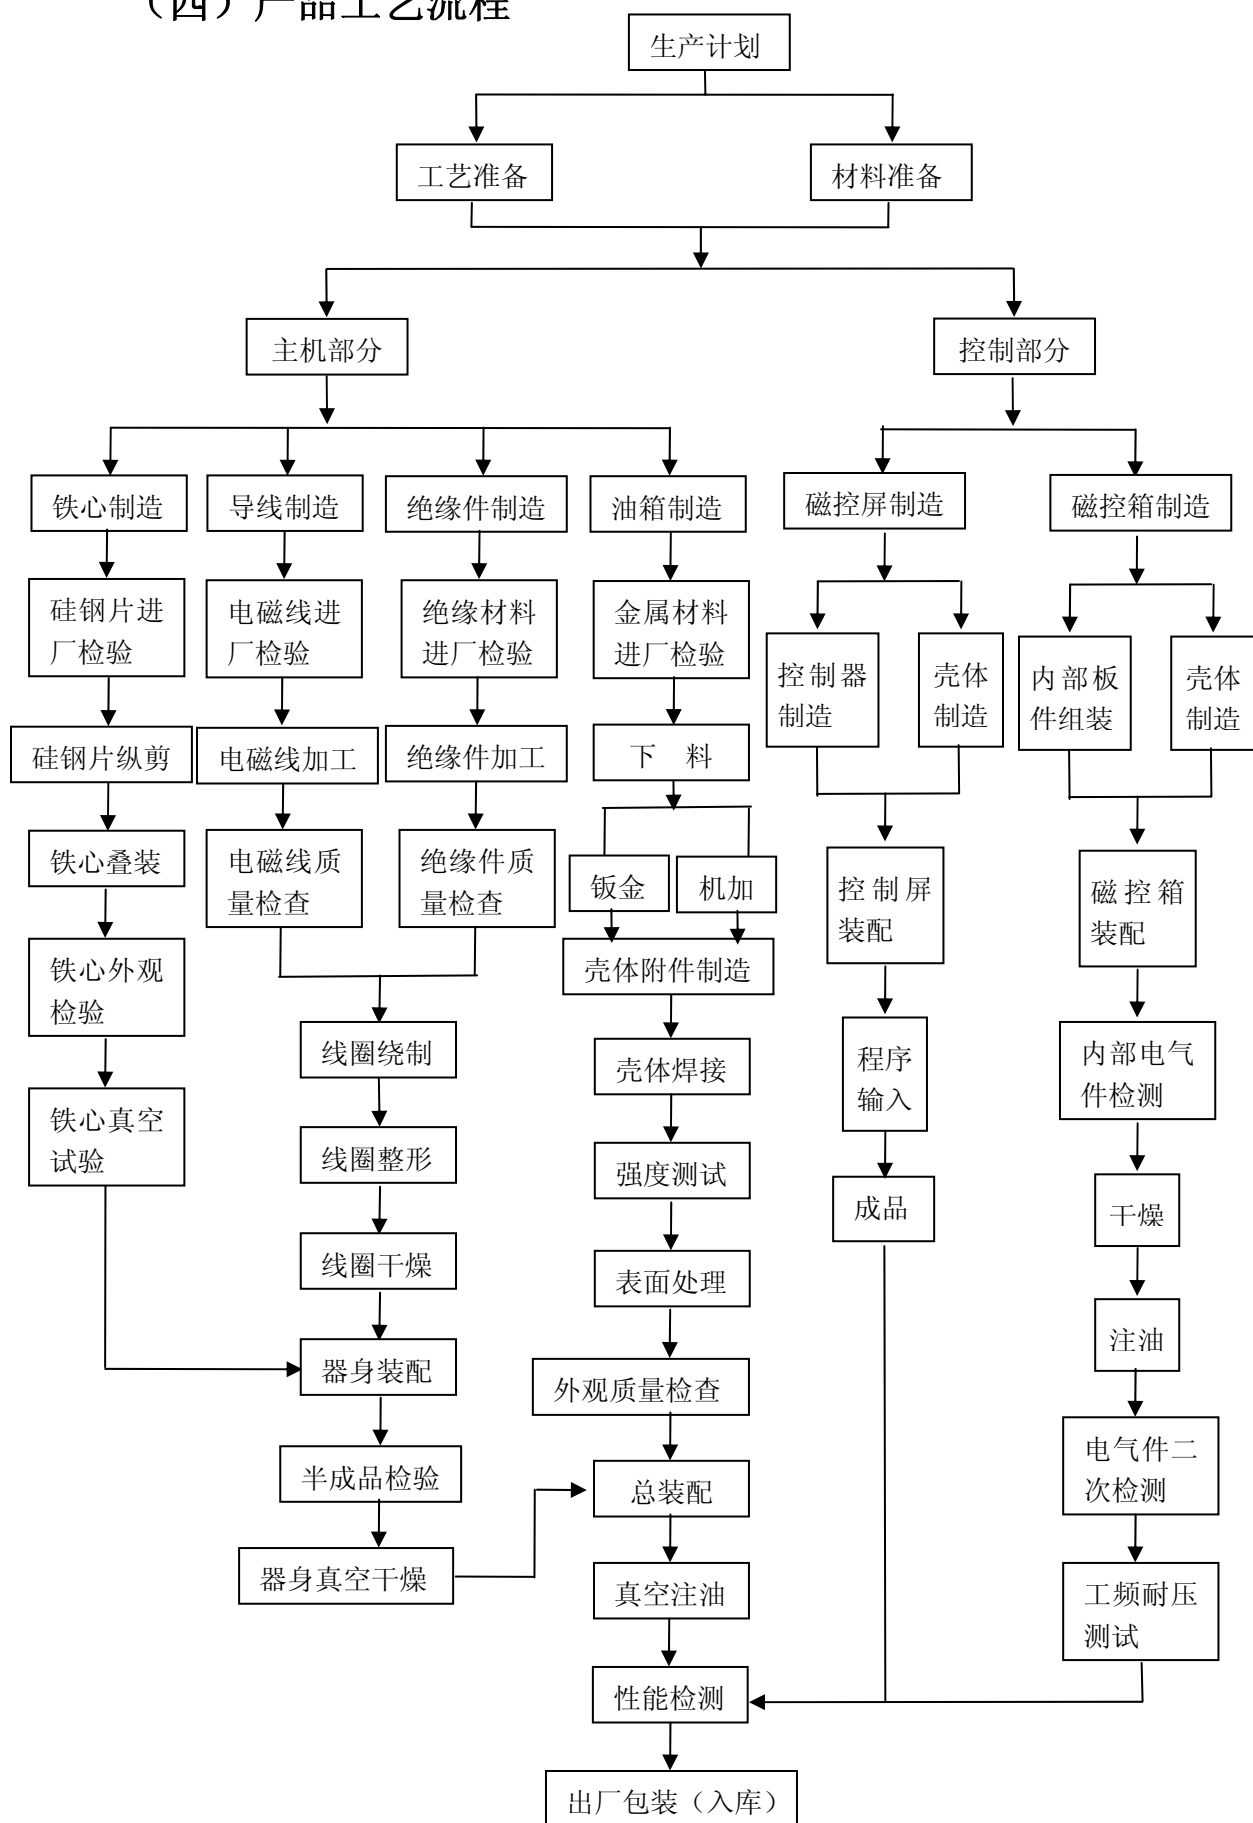 （四）产品工艺流程
生产计划
工艺准备
材料准备
主机部分
控制部分
铁心制造
导线制造
绝缘件制造
油箱制造
磁控屏制造
磁控箱制造
硅钢片进
厂检验
电磁线进
厂检验
绝缘材料
进厂检验
金属材料
进厂检验
控制器
制造
壳体
制造
内部板
件组装
壳体
制造
硅钢片纵剪
电磁线加工
绝缘件加工
下 料
铁心叠装
电磁线质
量检查
绝缘件质
量检查
钣金
机加
控制屏
装配
磁控箱
装配
铁心外观
检验
壳体附件制造
线圈绕制
壳体焊接
程序
输入
内部电气
件检测
铁心真空
试验
线圈整形
强度测试
成品
干燥
线圈干燥
表面处理
注油
器身装配
外观质量检查
半成品检验
总装配
电气件二
次检测
器身真空干燥
真空注油
工频耐压
测试
性能检测
出厂包装（入库）